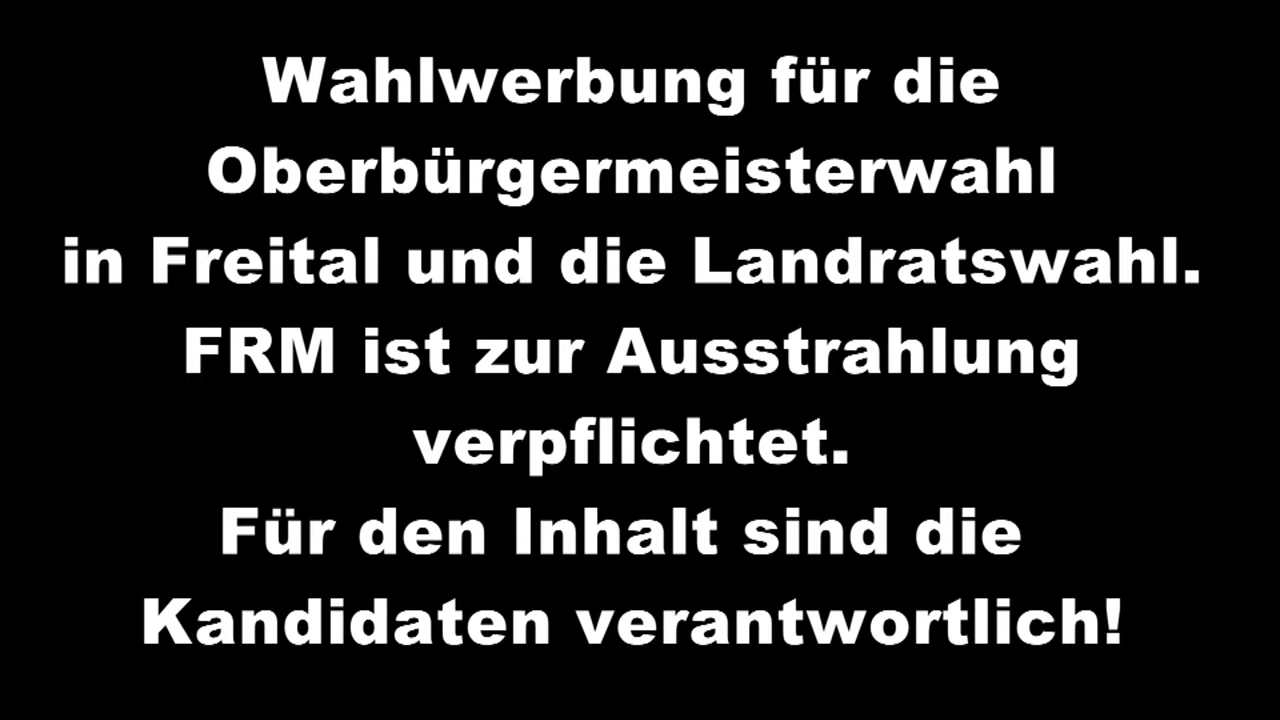 Wahlwerbung für die
Oberbürgermeisterwahl
in Freital und die Landratswahl.
FRM ist zur Ausstrahlung
verpflichtet.
Für den Inhalt sind die
Kandidaten verantwortlich!